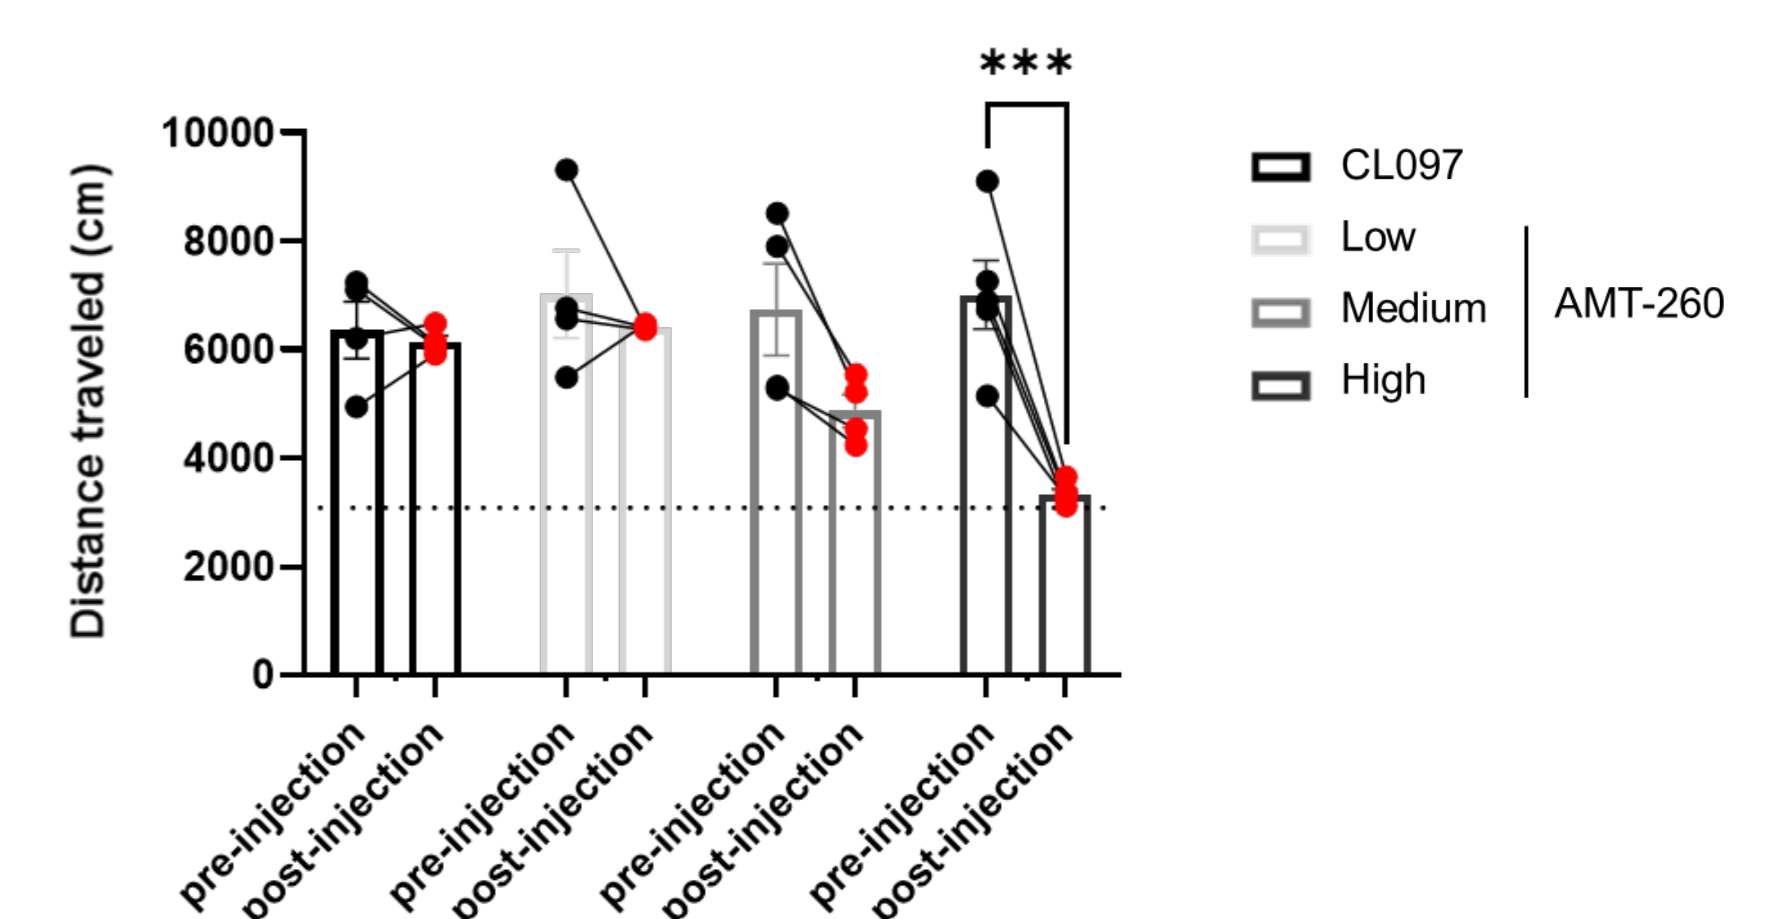 ***
10000
8000
6000
4000
2000
0
Distance traveled (cm)
pre-injection
post-injection
pre-injection
post-injection
pre-injection
post-injection
pre-injection
post-injection
CL097
Low
Medium
High
AMT-260